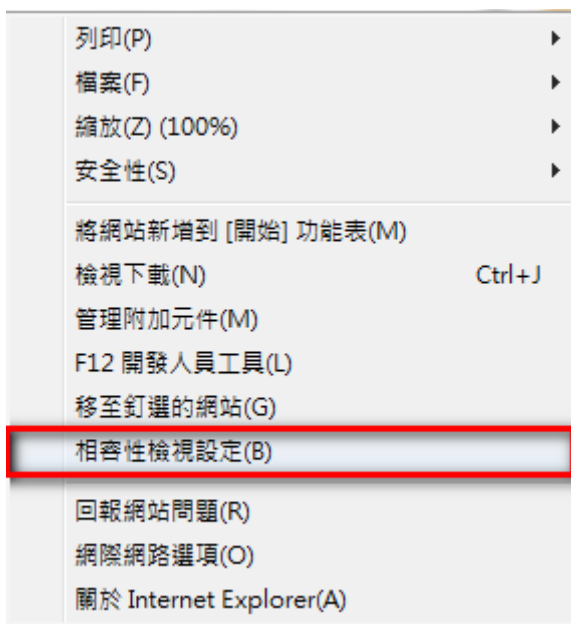 列印(P)
檔案(F)
縮放(Z) (100%)
安全性(S)
將網站新增到 [開始] 功能表(M)
檢視下載(N) Ctrl+J
管理附加元件(M)
F12 開發人員工具(L)
移至釘選的網站(G)
相容性檢視設定(B)
回報網站問題(R)
網際網路選項(O)
關於 Internet Explorer(A)